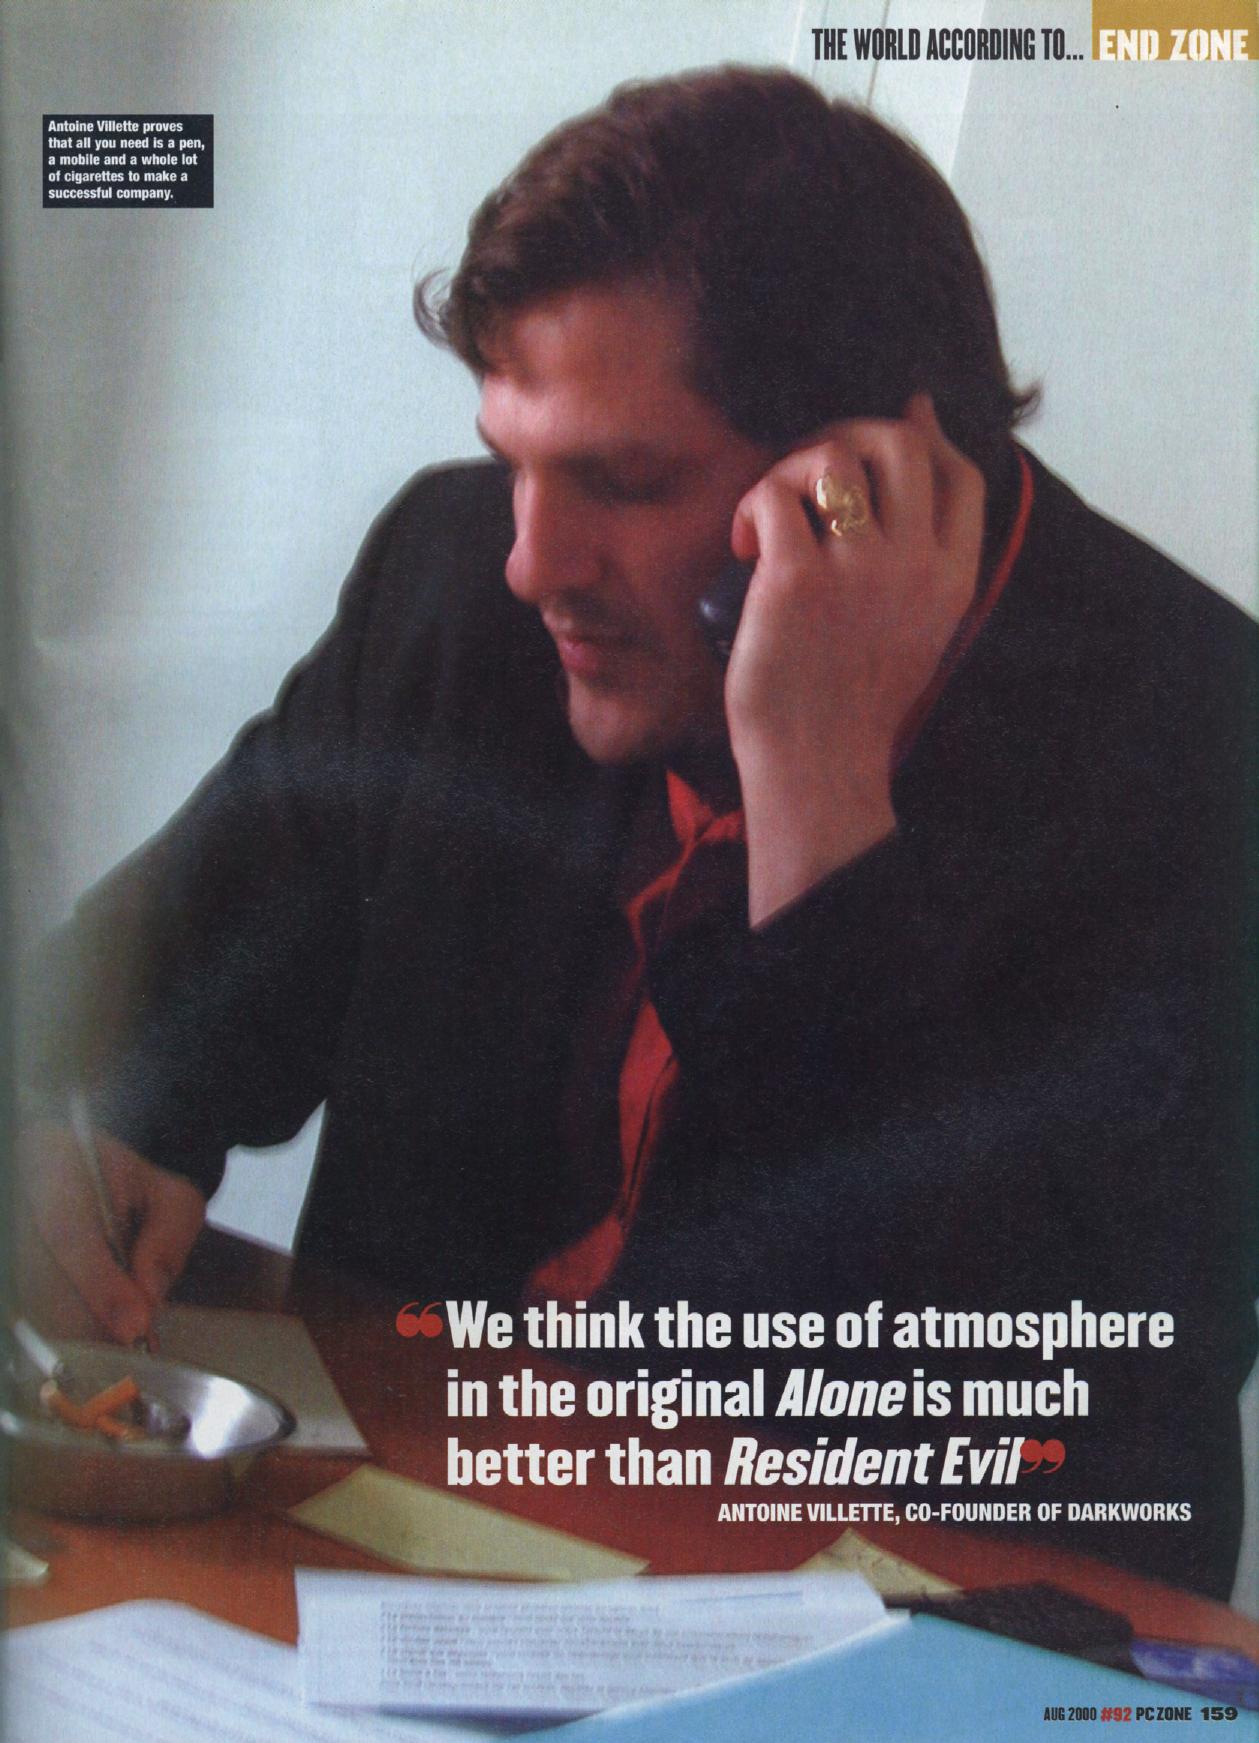 THE WORLD ACCORDING TO... END ZONE
Antoine Villette proves
that all you need is a pen,
a mobile and a whole lot
of cigarettes to make a
successful company.
“We think the use of atmosphere
in the original Alone is much
better than Resident Evil”
ANTOINE VILLETTE, CO-FOUNDER OF DARKWORKS
AUG 2000 #92 PC ZONE 159